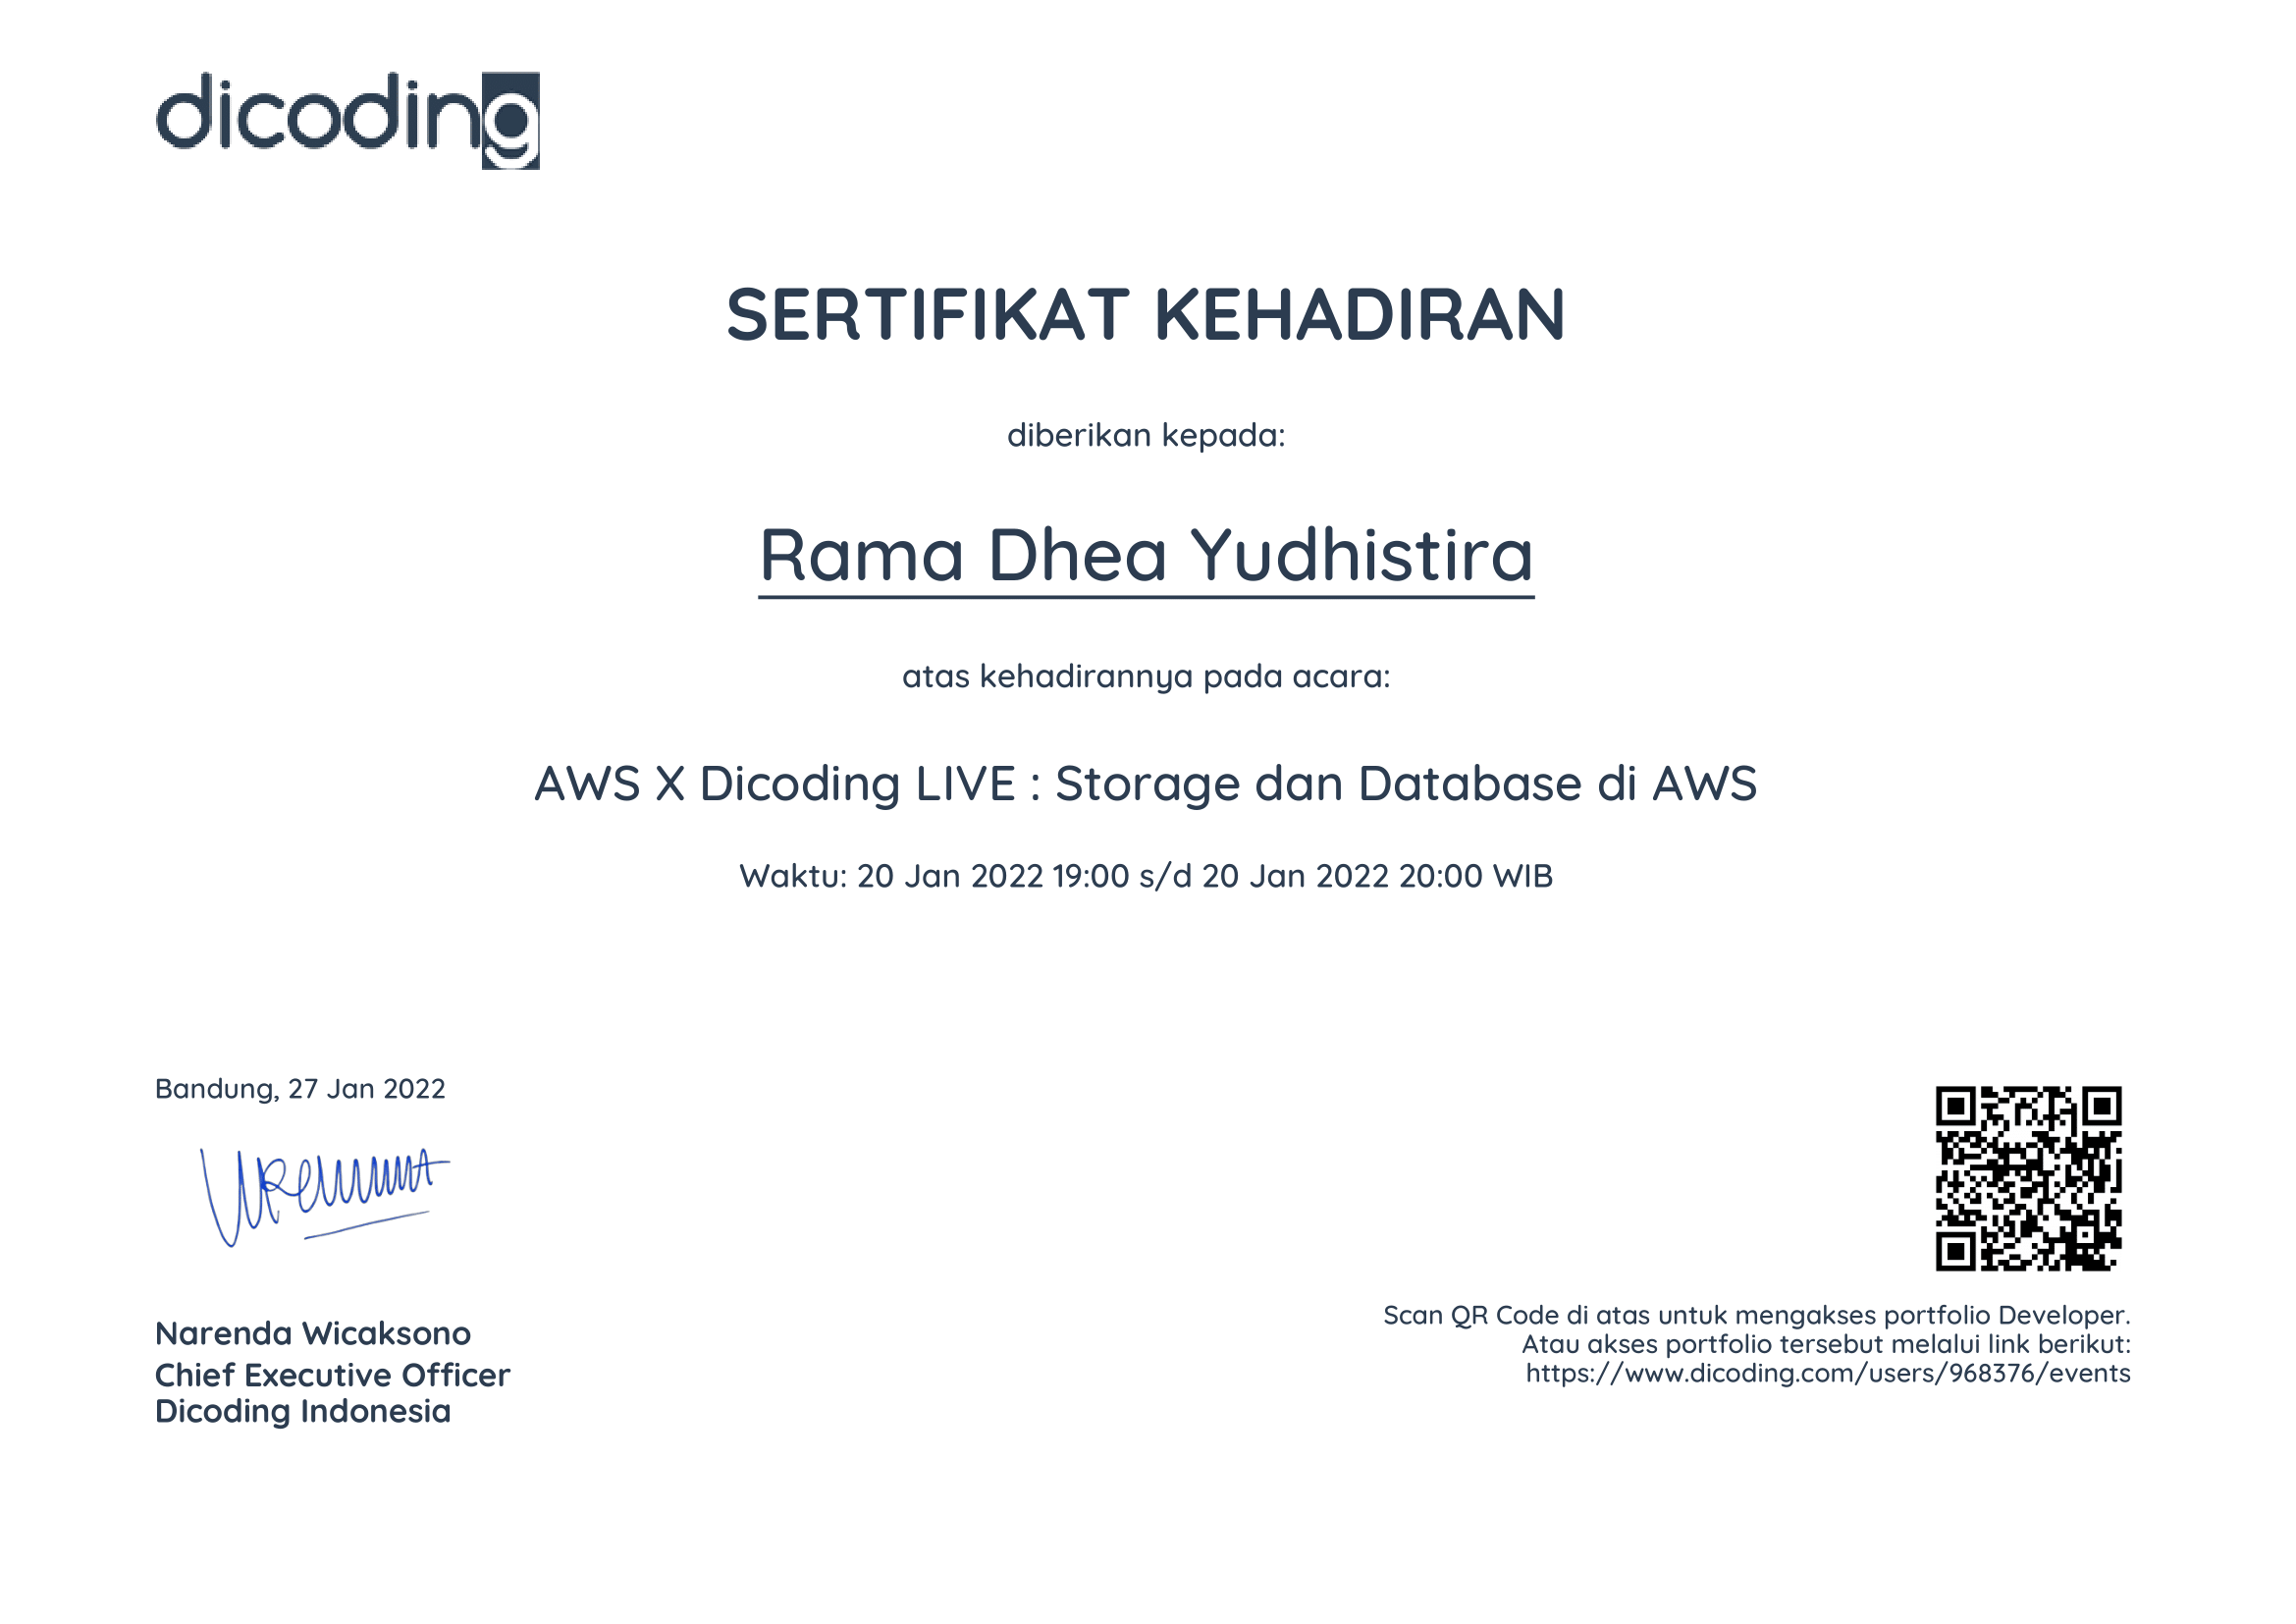 dicoding
SERTIFIKAT KEHADIRAN
diberikan kepada:
Rama Dhea Yudhistira
atas kehadirannya pada acara:
AWS X Dicoding LIVE : Storage dan Database di AWS
Waktu: 20 Jan 2022 19:00 s/d 20 Jan 2022 20:00 WIB
Bandung, 27 Jan 2022
Narenda Wicaksono
Chief Executive Officer
Dicoding Indonesia
Scan QR Code di atas untuk mengakses portfolio Developer.
Atau akses portfolio tersebut melalui link berikut:
https://www.dicoding.com/users/968376/events